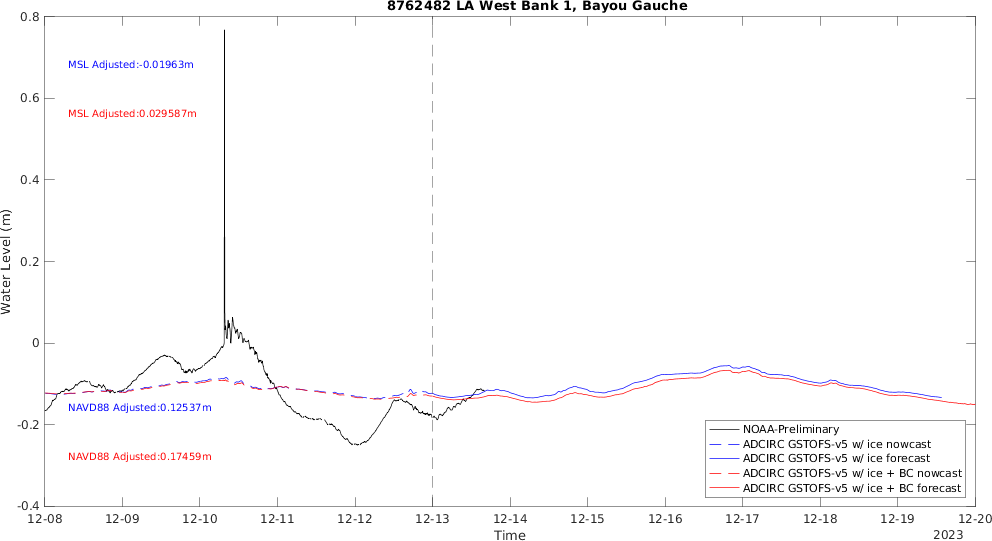 8762482 LA West Bank 1, Bayou Gauche
0.8
MSL Adjusted:-0.01963m
0.6
MSL Adjusted:0.029587m
0.4
0.2
Water Level (m)
0
NAVD88 Adjusted:0.12537m
-0.2
NOAA-Preliminary
ADCIRC GSTOFS-v5 w/ ice nowcast
NAVD88 Adjusted:0.17459m
ADCIRC GSTOFS-v5 w/ ice forecast
ADCIRC GSTOFS-v5 w/ ice + BC nowcast
ADCIRC GSTOFS-v5 w/ ice + BC forecast
-0.4
12-08 12-09 12-10 12-11 12-12 12-13 12-14 12-15 12-16 12-17 12-18 12-19 12-20
Time
2023